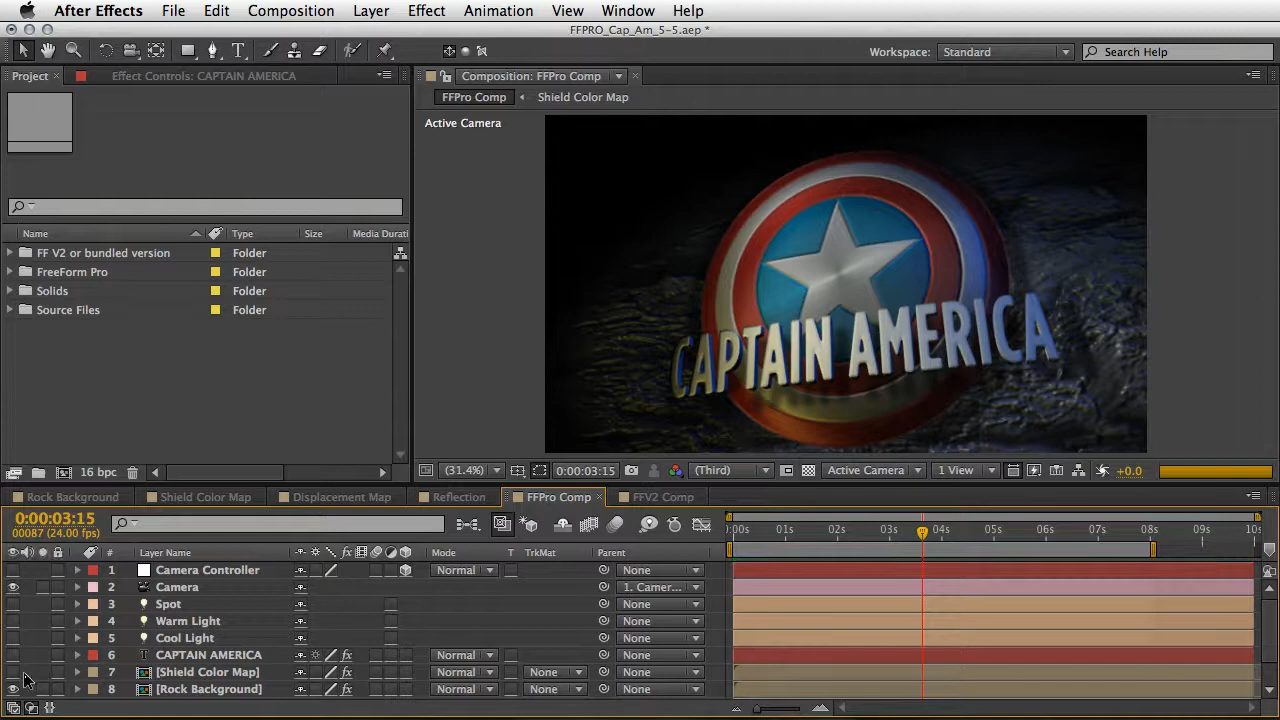 After Effects File Edit Composition Layer Effect Animation View Window Help
FFPRO_Cap_Am_5-5.aep *
Workspace: Standard Search Help
Project Effect Controls: CAPTAIN AMERICA Composition: FFPro Comp
FFPro Comp Shield Color Map
Active Camera
CAPTAIN AMERICA
Name Type Size Media Durati
FF V2 or bundled version Folder
FreeForm Pro Folder
Solids Folder
Source Files Folder
16 bpc (31.4%) 0:00:03:15 (Third) Active Camera 1 View +0.0
Rock Background Shield Color Map Displacement Map Reflection FFPro Comp FFV2 Comp
0:00:03:15
00087 (24.00 fps)
):00s 01s 02s 03s 04s 05s 06s 07s 08s 09s 10s
# Layer Name Mode T TrkMat Parent
1 Camera Controller Normal None
2 Camera 1. Camer...
3 Spot None
4 Warm Light None
5 Cool Light None
6 T CAPTAIN AMERICA Normal None
7 [Shield Color Map] Normal None None
8 [Rock Background] Normal None None